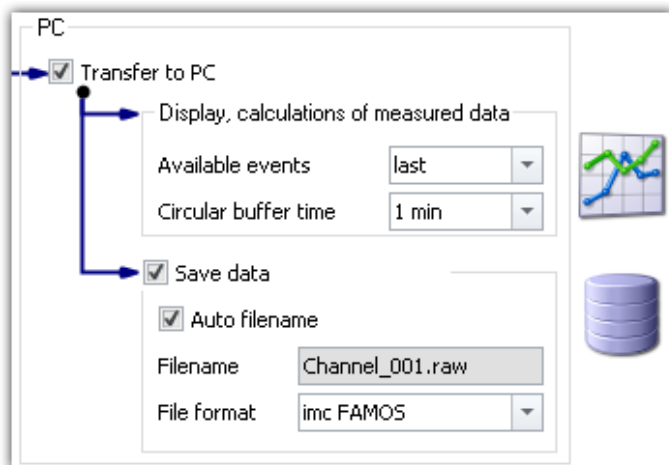 PC
Transfer to PC
Display, calculations of measured data
Available events last
Circular buffer time 1 min
Save data
Auto filename
Filename Channel_001.raw
File format imc FAMOS